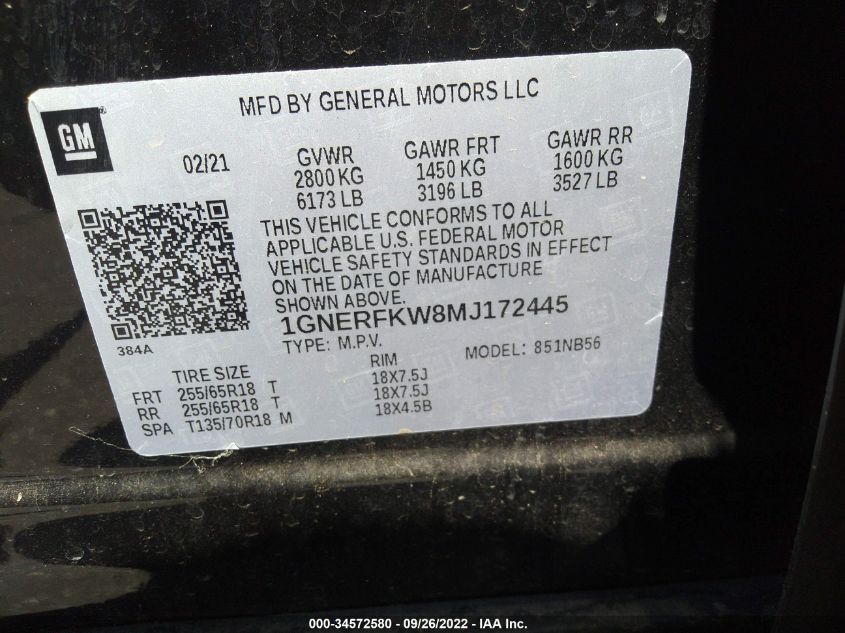 MFD BY GENERAL MOTORS LLC
GM
02/21
GVWR
2800 KG
6173 LB
GAWR FRT
1450 KG
3196 LB
GAWR RR
1600 KG
3527 LB
THIS VEHICLE CONFORMS TO ALL
APPLICABLE U.S. FEDERAL MOTOR
VEHICLE SAFETY STANDARDS IN EFFECT
ON THE DATE OF MANUFACTURE
SHOWN ABOVE.
1GNERFKW8MJ172445
384A
TYPE: M.P.V.
MODEL: 851NB56
TIRE SIZE
RIM
FRT 255/65R18 T 18X7.5J
RR 255/65R18 T 18X7.5J
SPA T135/70R18 M 18X4.5B
000-34572580 - 09/26/2022 - IAA Inc.